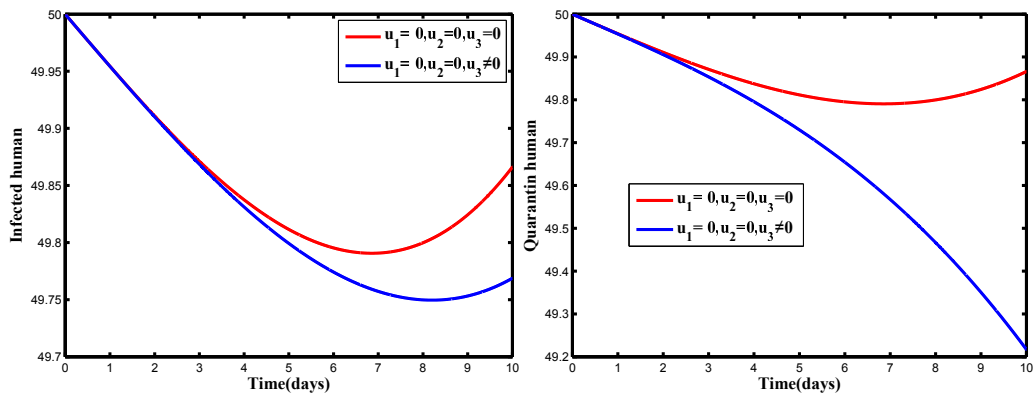 50
49.95
49.9
49.85
49.8
49.75
49.7
Infected human
u1= 0,u2=0,u3=0
u1= 0,u2=0,u3≠0
0 1 2 3 4 5 6 7 8 9 10
Time(days)
50
49.9
49.8
49.7
49.6
49.5
49.4
49.3
49.2
Quarantin human
u1= 0,u2=0,u3=0
u1= 0,u2=0,u3≠0
0 1 2 3 4 5 6 7 8 9 10
Time(days)